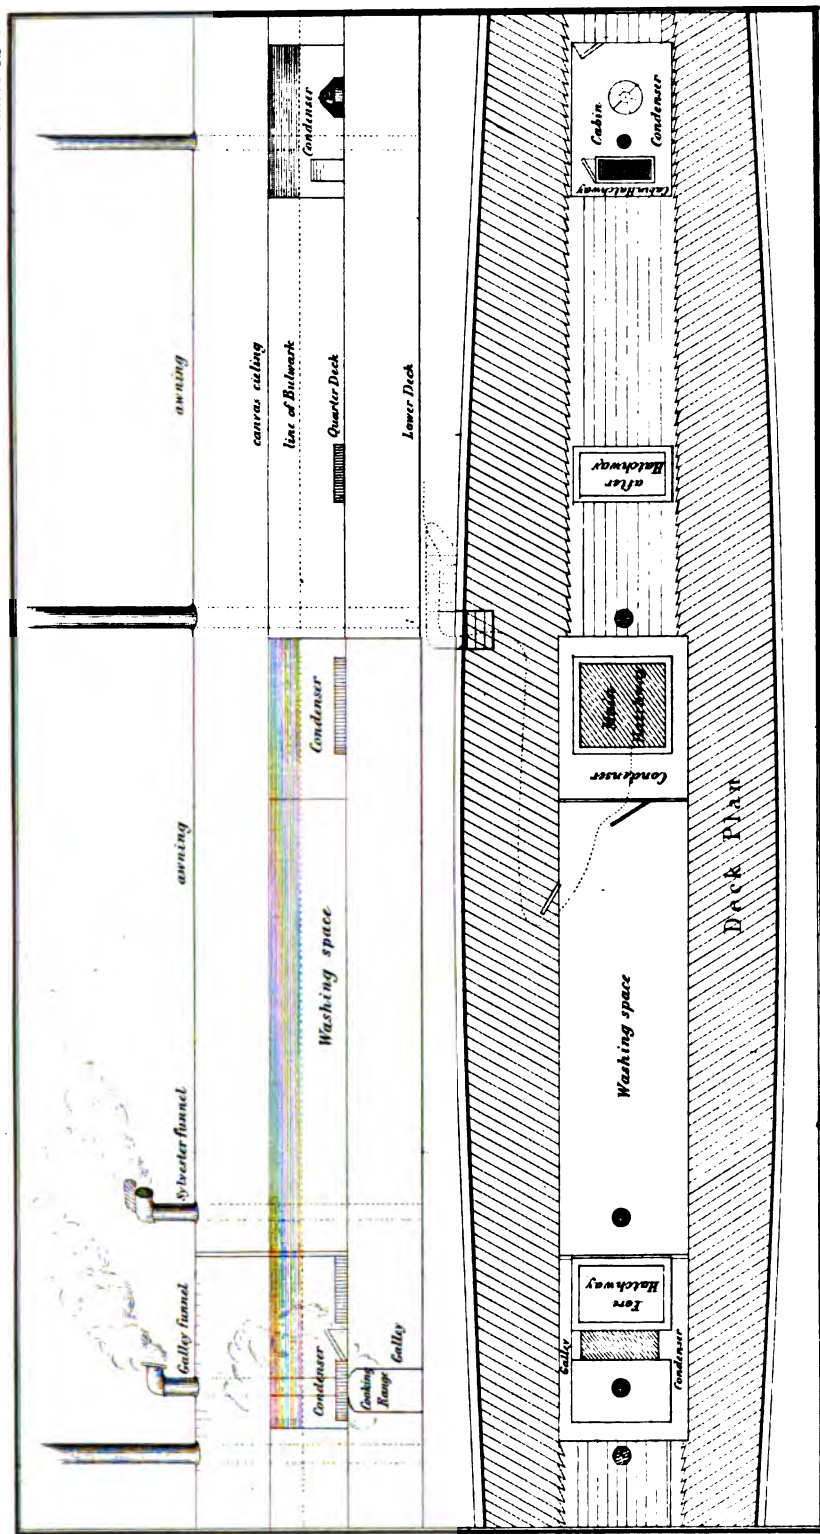 awning
awning
Sylvester funnel
Galley funnel
canvas cieling
line of Bulwark
Quarter Deck
Lower Deck
Condenser
Condenser
Washing space
Condenser
Cooking
Range
Galley
Cabin
Condenser
Cabin Hatchway
after
Hatchway
Main
Hatchway
Condenser
Washing space
Fore
Hatchway
Galley
Condenser
Deck Plan